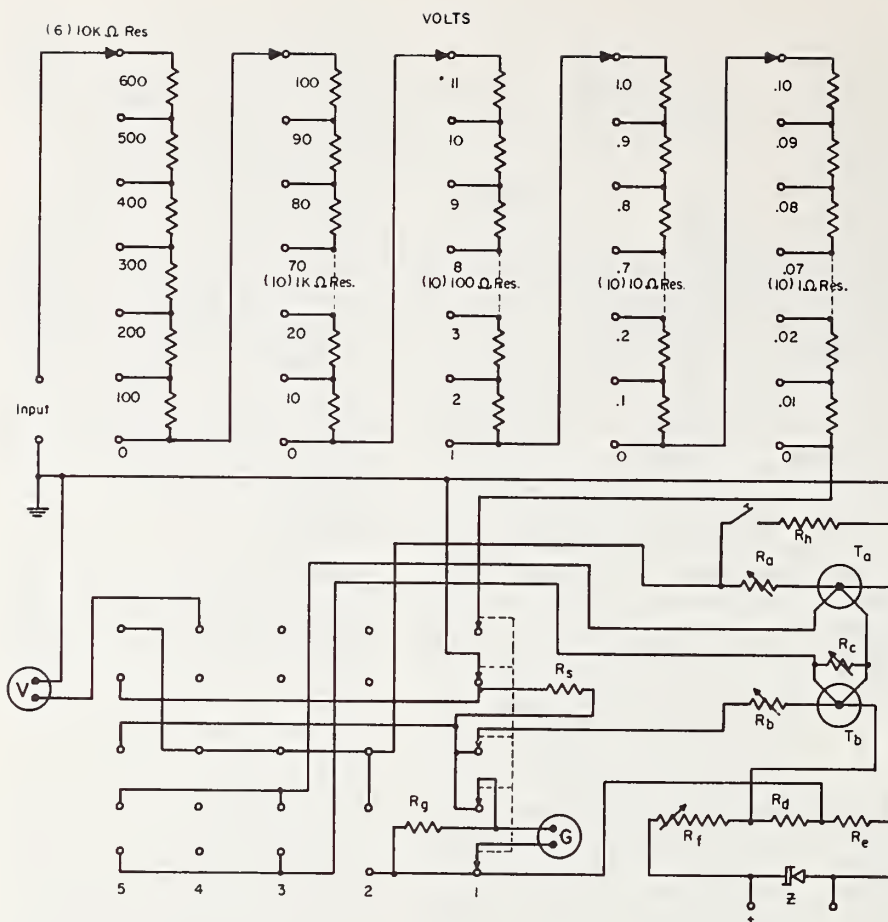 VOLTS
(6) 10K Ω Res
600 100 11 1.0 .10
500 90 10 .9 .09
400 80 9 .8 .08
300 70 8 .7 .07
(10) 1K Ω Res. (10) 100 Ω Res. (10) 10 Ω Res. (10) 1 Ω Res.
200 20 3 .2 .02
100 10 2 .1 .01
Input
0 0 1 0 0
Rh
Ra Ta
Rc
V Rs
Rb Tb
Rg Rd
G Rf Re
5 4 3 2 1 Z
+